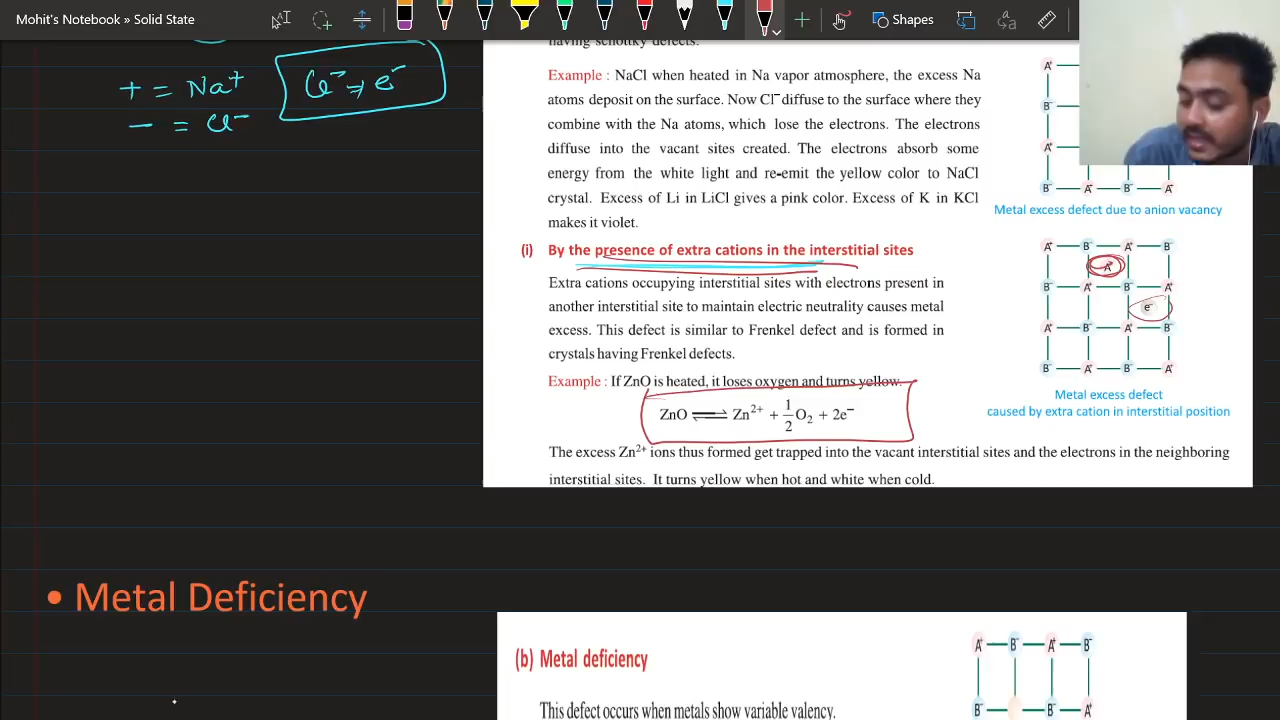 Mohit's Notebook » Solid State
Shapes
+ = Na⁺
− = Cl⁻
Cl⁻ ⇒ e⁻
having schottky defects.
Example : NaCl when heated in Na vapor atmosphere, the excess Na
atoms deposit on the surface. Now Cl⁻ diffuse to the surface where they
combine with the Na atoms, which lose the electrons. The electrons
diffuse into the vacant sites created. The electrons absorb some
energy from the white light and re-emit the yellow color to NaCl
crystal. Excess of Li in LiCl gives a pink color. Excess of K in KCl
makes it violet.
A⁺
B⁻
A⁺
B⁻ A⁺ B⁻ A⁺
Metal excess defect due to anion vacancy
(i) By the presence of extra cations in the interstitial sites
Extra cations occupying interstitial sites with electrons present in
another interstitial site to maintain electric neutrality causes metal
excess. This defect is similar to Frenkel defect and is formed in
crystals having Frenkel defects.
Example : If ZnO is heated, it loses oxygen and turns yellow.
ZnO ⇌ Zn²⁺ + 1/2 O₂ + 2e⁻
A⁺ B⁻ A⁺ B⁻
A⁺
B⁻ A⁺ B⁻ A⁺
e⁻
A⁺ B⁻ A⁺ B⁻
B⁻ A⁺ B⁻ A⁺
Metal excess defect
caused by extra cation in interstitial position
The excess Zn²⁺ ions thus formed get trapped into the vacant interstitial sites and the electrons in the neighboring
interstitial sites. It turns yellow when hot and white when cold.
• Metal Deficiency
(b) Metal deficiency
This defect occurs when metals show variable valency.
A⁺ B⁻ A⁺ B⁻
B⁻ B⁻ A⁺